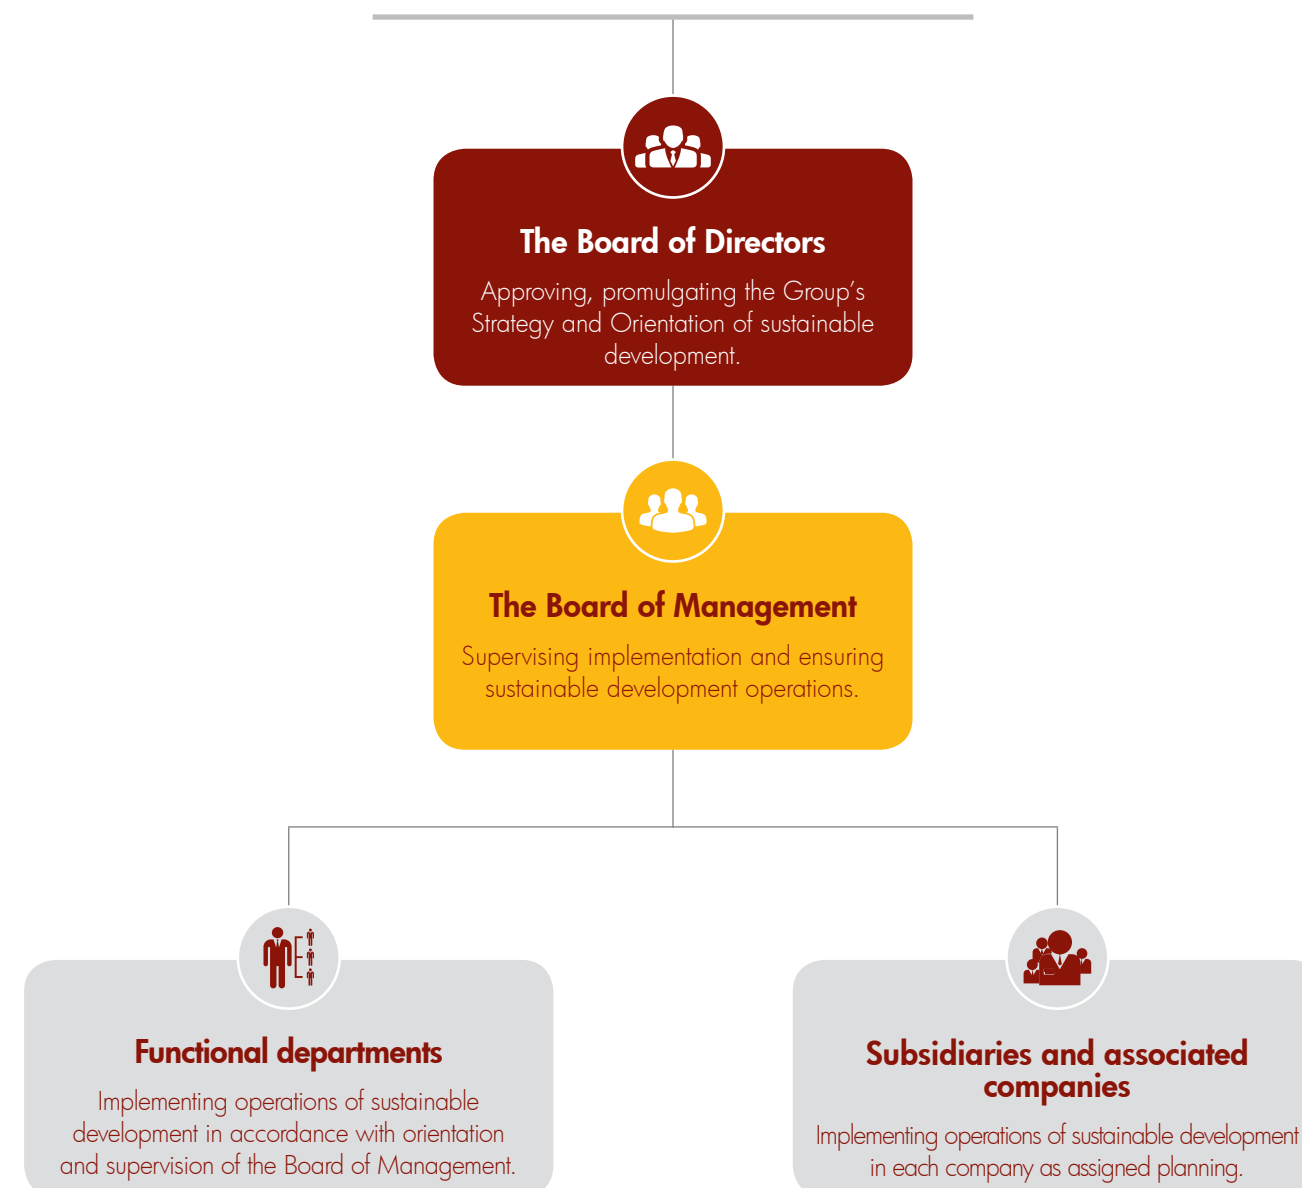 The Board of Directors
Approving, promulgating the Group's
Strategy and Orientation of sustainable
development.
The Board of Management
Supervising implementation and ensuring
sustainable development operations.
Functional departments
Implementing operations of sustainable
development in accordance with orientation
and supervision of the Board of Management.
Subsidiaries and associated
companies
Implementing operations of sustainable development
in each company as assigned planning.